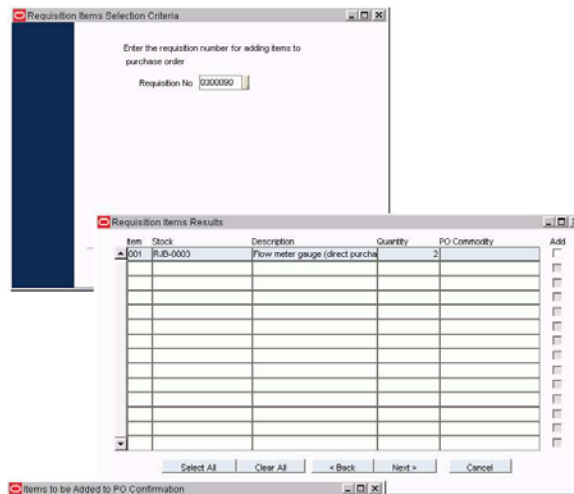 Requisition Items Selection Criteria
Enter the requisition number for adding items to
purchase order
Requisition No 0300090
Requisition Items Results
Item Stock Description Quantity PO Commodity Add
001 RJB-0003 Flow meter gauge (direct purcha 2
Select All Clear All < Back Next > Cancel
Items to be Added to PO Confirmation